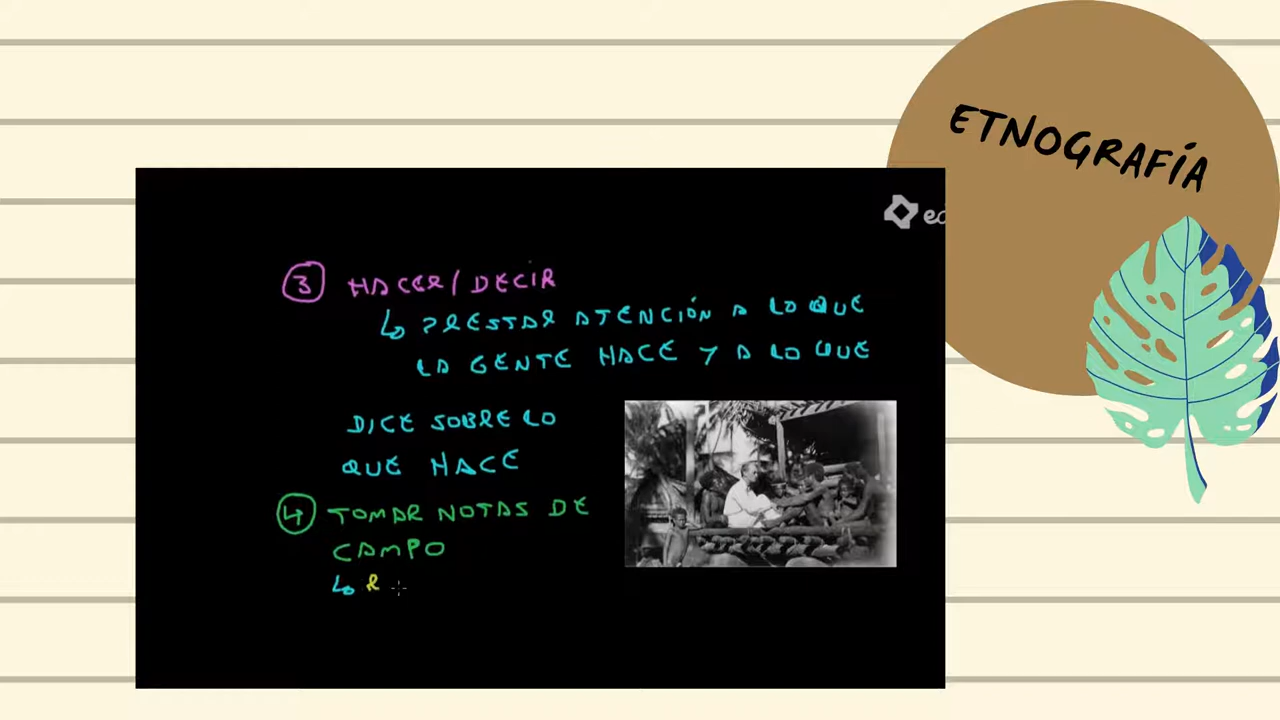 ETNOGRAFÍA
3 HACER/DECIR
PRESTAR ATENCIÓN A LO QUE
LA GENTE HACE Y A LO QUE
DICE SOBRE LO
QUE HACE
4 TOMAR NOTAS DE
CAMPO
R